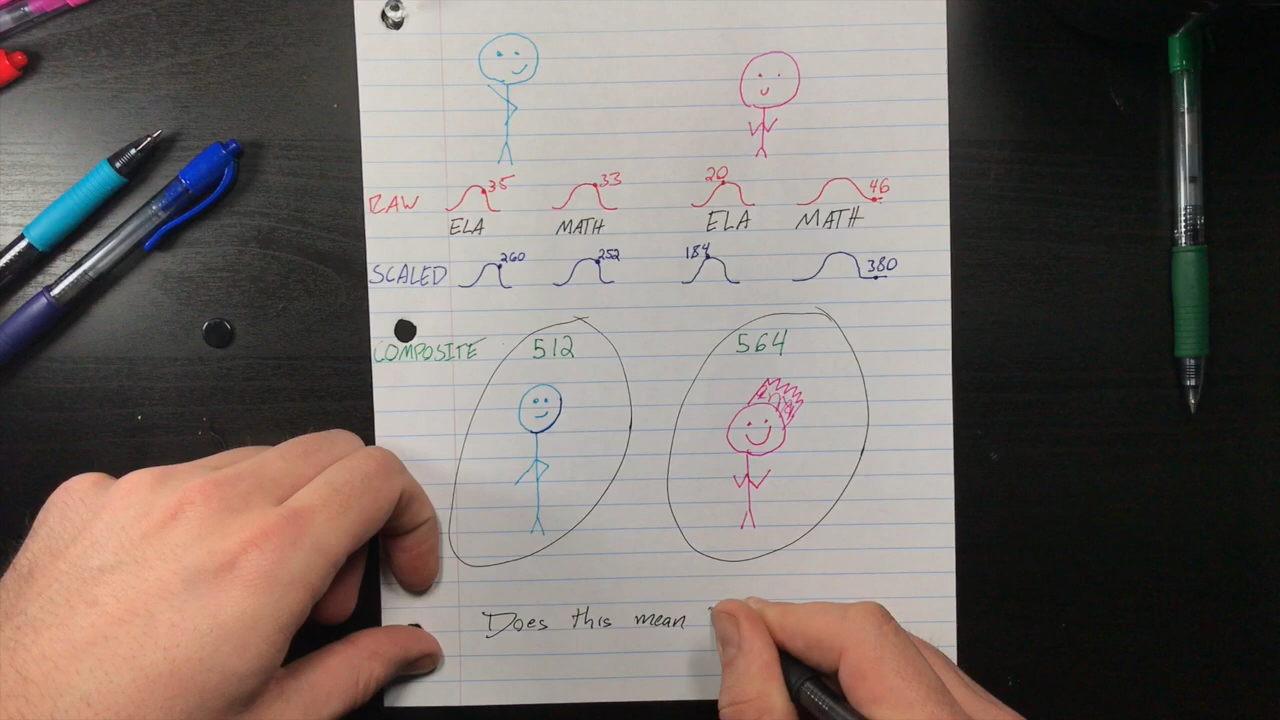 RAW 35 33 20 46
ELA MATH ELA MATH
SCALED 260 252 184 380
COMPOSITE 512 564
Does this mean